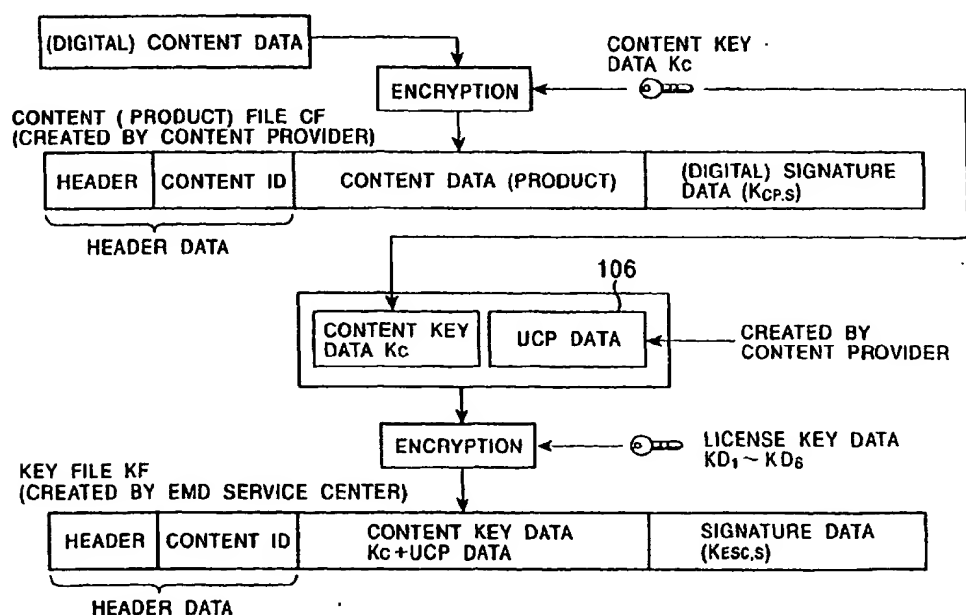 (DIGITAL) CONTENT DATA
CONTENT KEY
DATA Kc
ENCRYPTION
CONTENT (PRODUCT) FILE CF
(CREATED BY CONTENT PROVIDER)
HEADER
CONTENT ID
CONTENT DATA (PRODUCT)
(DIGITAL) SIGNATURE
DATA (KCP,S)
HEADER DATA
106
CONTENT KEY
DATA Kc
UCP DATA
CREATED BY
CONTENT PROVIDER
ENCRYPTION
LICENSE KEY DATA
KD1~KD6
KEY FILE KF
(CREATED BY EMD SERVICE CENTER)
HEADER
CONTENT ID
CONTENT KEY DATA
Kc+UCP DATA
SIGNATURE DATA
(KESC,S)
HEADER DATA